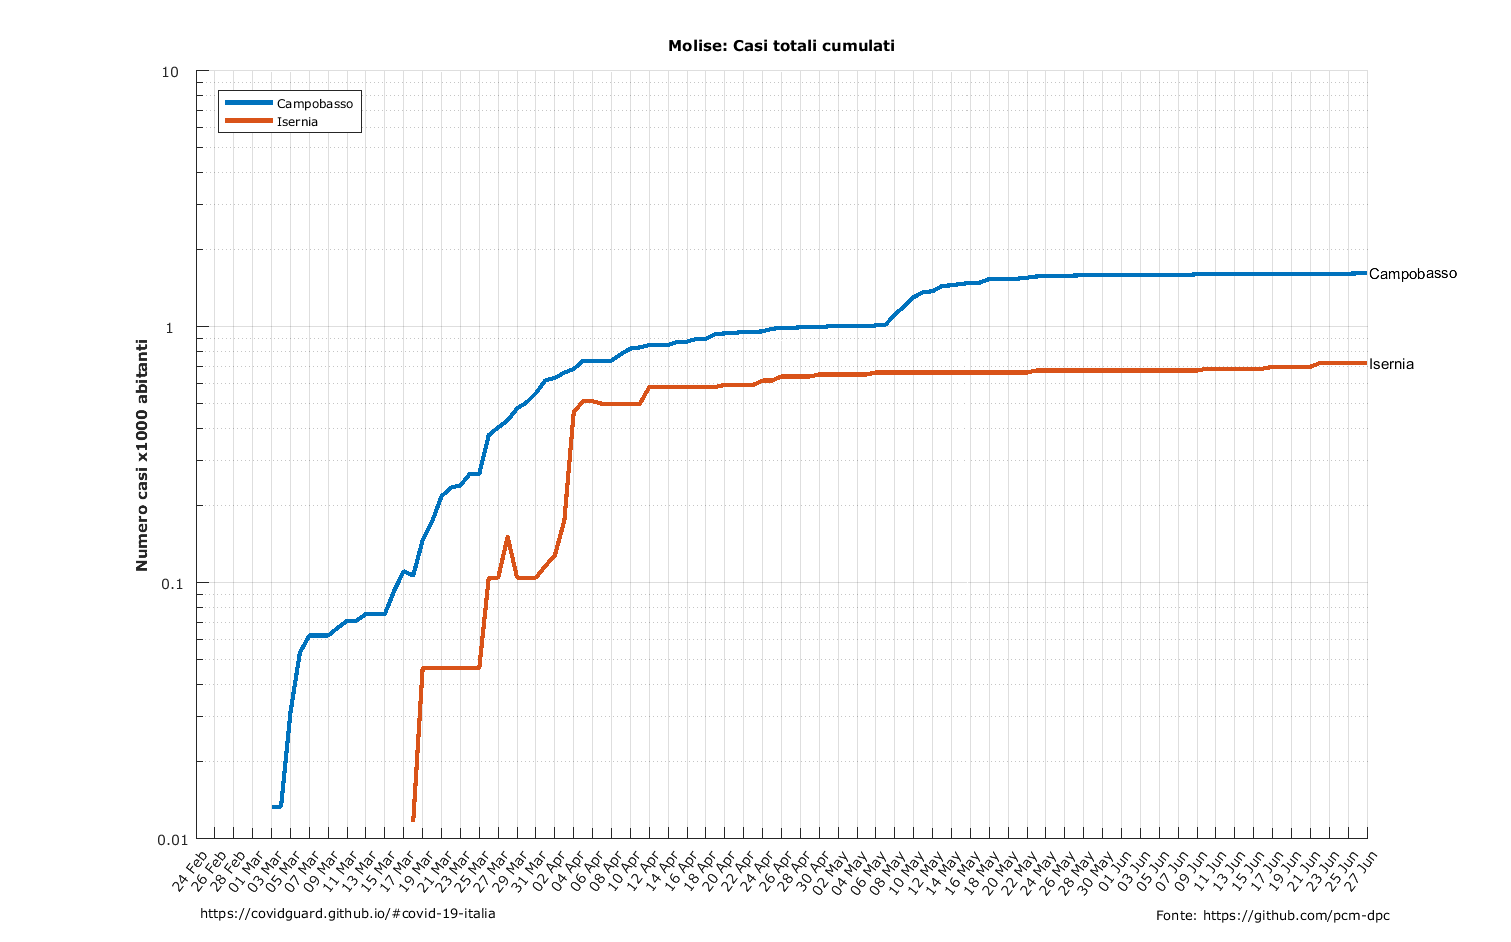 Molise: Casi totali cumulati
10
1
0.1
0.01
Numero casi x1000 abitanti
Campobasso
Isernia
Campobasso
Isernia
24 Feb
26 Feb
28 Feb
01 Mar
03 Mar
05 Mar
07 Mar
09 Mar
11 Mar
13 Mar
15 Mar
17 Mar
19 Mar
21 Mar
23 Mar
25 Mar
27 Mar
29 Mar
31 Mar
02 Apr
04 Apr
06 Apr
08 Apr
10 Apr
12 Apr
14 Apr
16 Apr
18 Apr
20 Apr
22 Apr
24 Apr
26 Apr
28 Apr
30 Apr
02 May
04 May
06 May
08 May
10 May
12 May
14 May
16 May
18 May
20 May
22 May
24 May
26 May
28 May
30 May
01 Jun
03 Jun
05 Jun
07 Jun
09 Jun
11 Jun
13 Jun
15 Jun
17 Jun
19 Jun
21 Jun
23 Jun
25 Jun
27 Jun
https://covidguard.github.io/#covid-19-italia
Fonte: https://github.com/pcm-dpc